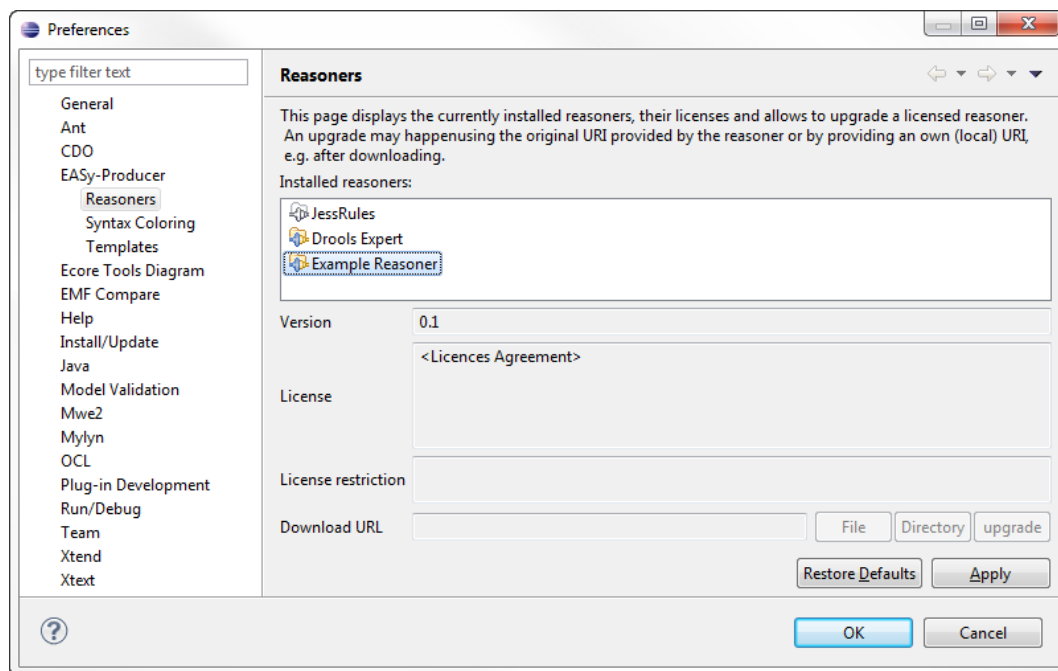 Preferences
type filter text
General
Ant
CDO
EASy-Producer
Reasoners
Syntax Coloring
Templates
Ecore Tools Diagram
EMF Compare
Help
Install/Update
Java
Model Validation
Mwe2
Mylyn
OCL
Plug-in Development
Run/Debug
Team
Xtend
Xtext
Reasoners
This page displays the currently installed reasoners, their licenses and allows to upgrade a licensed reasoner.
An upgrade may happenusing the original URI provided by the reasoner or by providing an own (local) URI,
e.g. after downloading.
Installed reasoners:
JessRules
Drools Expert
Example Reasoner
Version 0.1
License <Licences Agreement>
License restriction
Download URL File Directory upgrade
Restore Defaults Apply
? OK Cancel